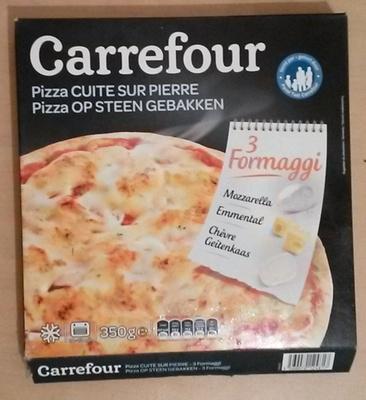 Carrefour
Pizza CUITE SUR PIERRE
Pizza OP STEEN GEBAKKEN
3
Formaggi
Mozzarella
Emmental
Chèvre
Geitenkaas
350g e
Carrefour
Pizza CUITE SUR PIERRE - 3 Formaggi
Pizza OP STEEN GEBAKKEN - 3 Formaggi